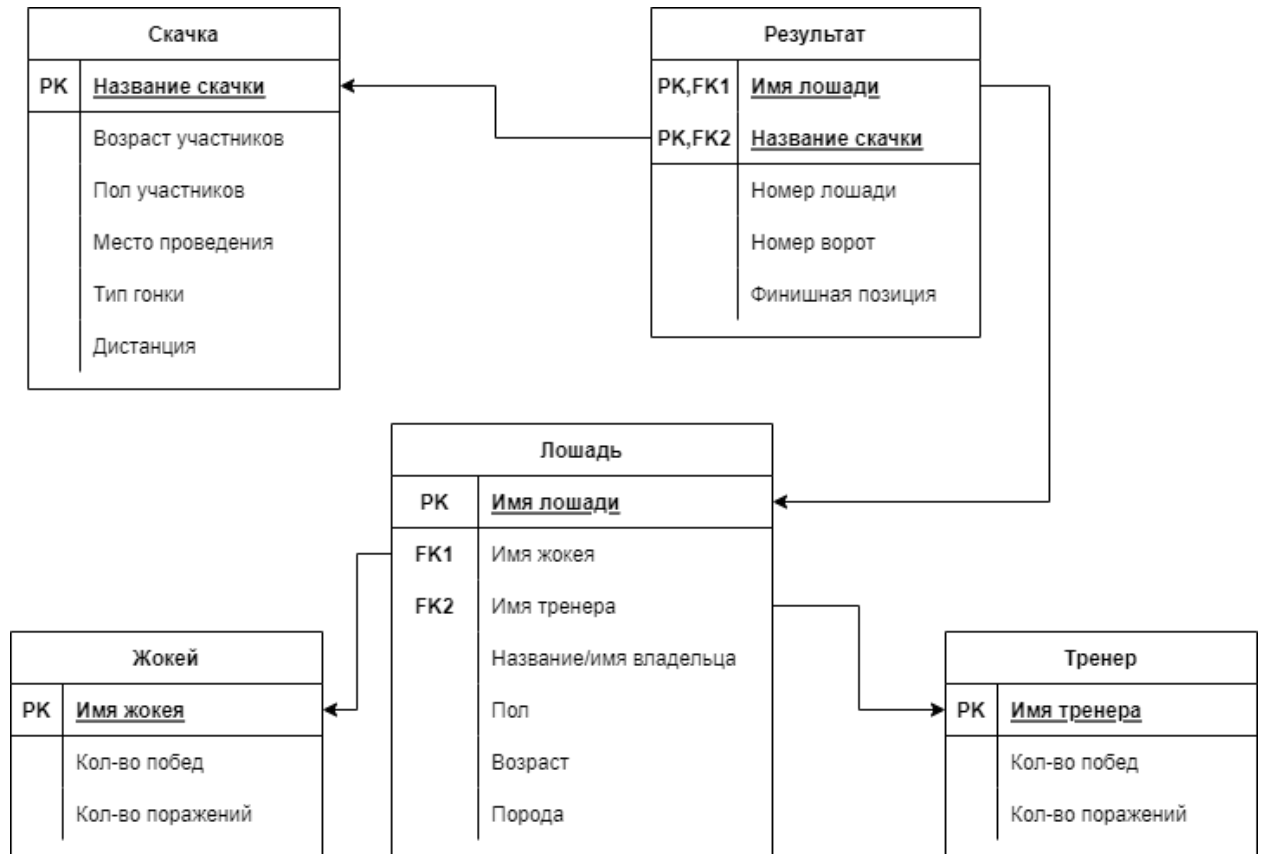 Скачка
PK Название скачки
Возраст участников
Пол участников
Место проведения
Тип гонки
Дистанция
Результат
PK,FK1 Имя лошади
PK,FK2 Название скачки
Номер лошади
Номер ворот
Финишная позиция
Лошадь
PK Имя лошади
FK1 Имя жокея
FK2 Имя тренера
Название/имя владельца
Пол
Возраст
Порода
Жокей
PK Имя жокея
Кол-во побед
Кол-во поражений
Тренер
PK Имя тренера
Кол-во побед
Кол-во поражений